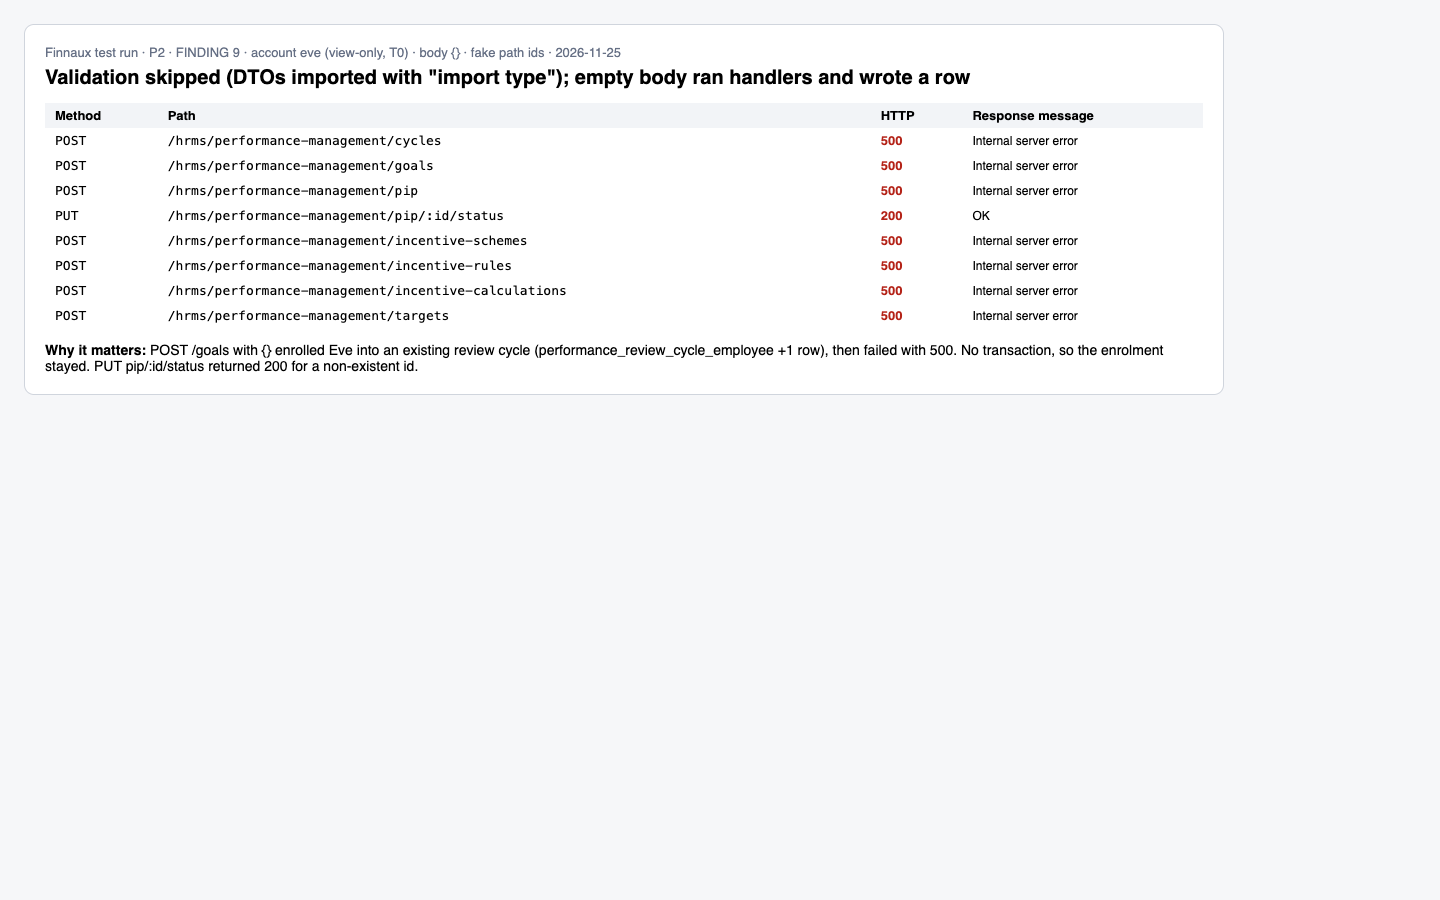 Finnaux test run · P2 · FINDING 9 · account eve (view-only, T0) · body {} · fake path ids · 2026-11-25
Validation skipped (DTOs imported with "import type"); empty body ran handlers and wrote a row
Method Path HTTP Response message
POST /hrms/performance-management/cycles 500 Internal server error
POST /hrms/performance-management/goals 500 Internal server error
POST /hrms/performance-management/pip 500 Internal server error
PUT /hrms/performance-management/pip/:id/status 200 OK
POST /hrms/performance-management/incentive-schemes 500 Internal server error
POST /hrms/performance-management/incentive-rules 500 Internal server error
POST /hrms/performance-management/incentive-calculations 500 Internal server error
POST /hrms/performance-management/targets 500 Internal server error
Why it matters: POST /goals with {} enrolled Eve into an existing review cycle (performance_review_cycle_employee +1 row), then failed with 500. No transaction, so the enrolment
stayed. PUT pip/:id/status returned 200 for a non-existent id.